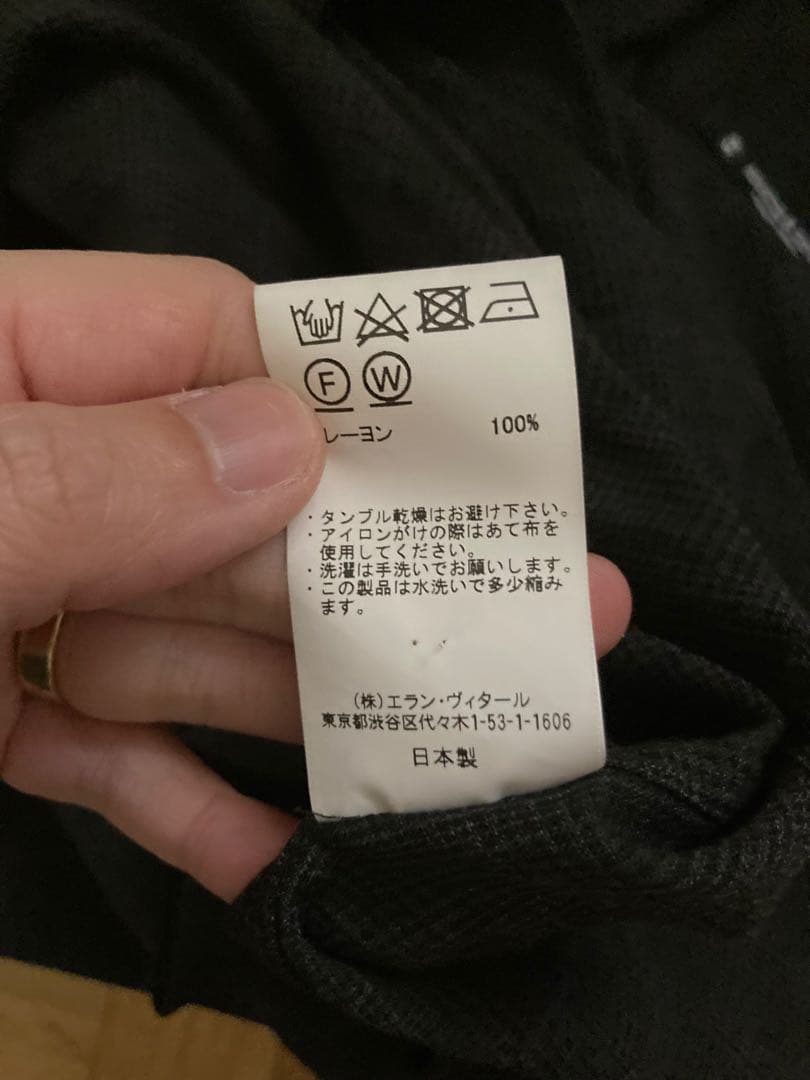 F W
レーヨン 100%
・タンブル乾燥はお避け下さい。
・アイロンがけの際はあて布を
使用してください。
・洗濯は手洗いでお願いします。
・この製品は水洗いで多少縮み
ます。
(株)エラン・ヴィタール
東京都渋谷区代々木1-53-1-1606
日本製